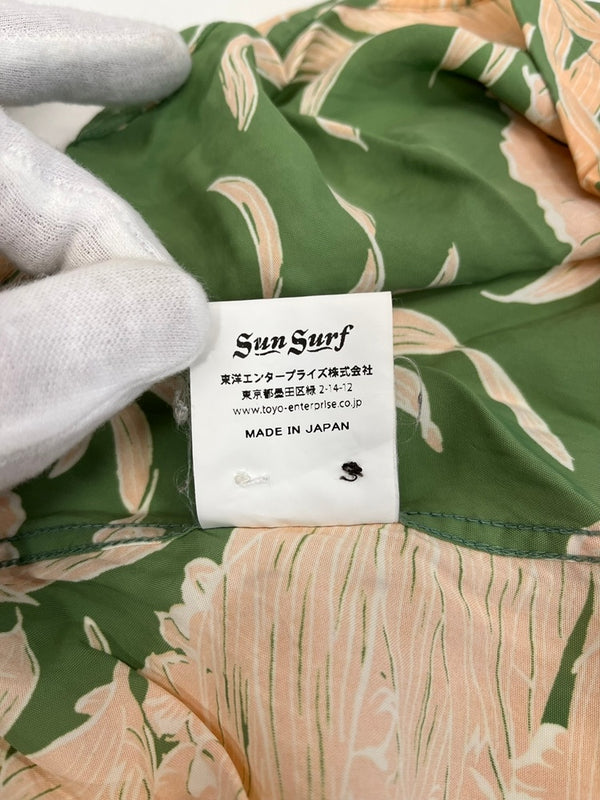 Sun Surf
東洋エンタープライズ株式会社
東京都墨田区緑 2-14-12
www.toyo-enterprise.co.jp
MADE IN JAPAN